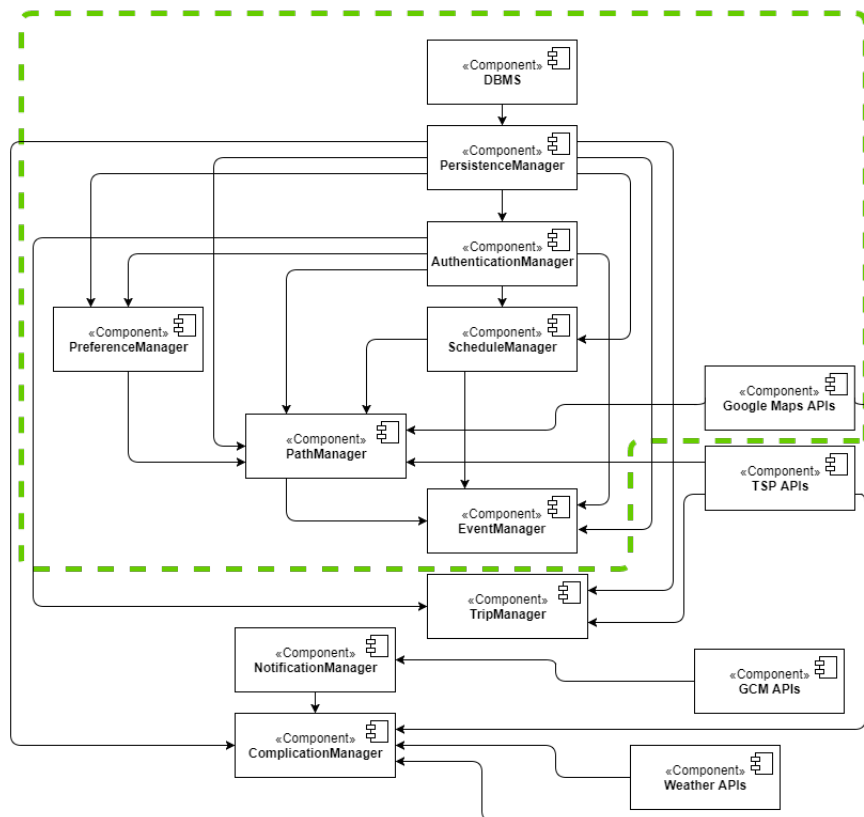 «Component»
DBMS
«Component»
PersistenceManager
«Component»
AuthenticationManager
«Component»
PreferenceManager
«Component»
ScheduleManager
«Component»
Google Maps APIs
«Component»
PathManager
«Component»
TSP APIs
«Component»
EventManager
«Component»
TripManager
«Component»
NotificationManager
«Component»
GCM APIs
«Component»
ComplicationManager
«Component»
Weather APIs